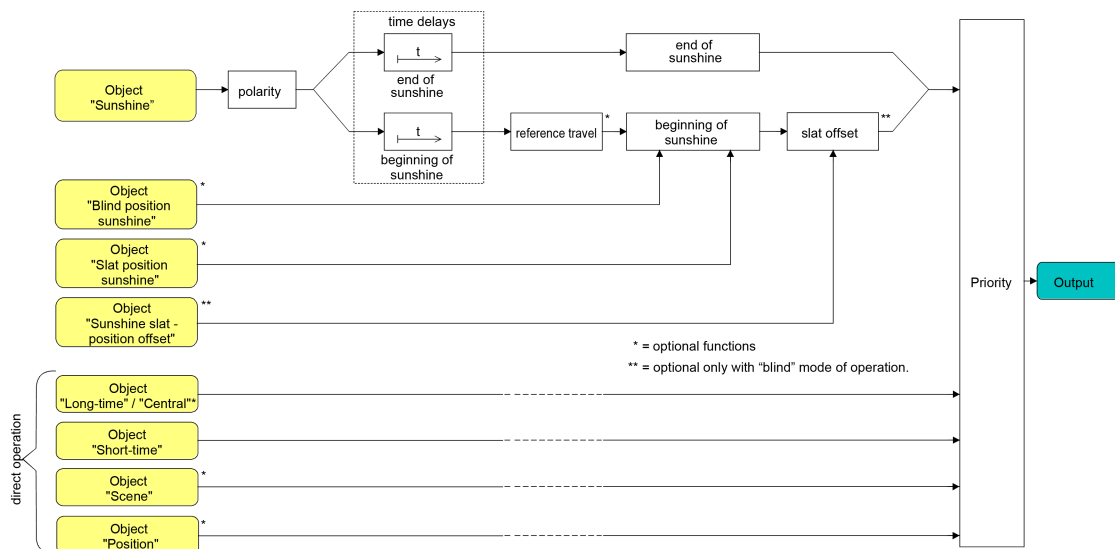 time delays
t
end of
sunshine
end of
sunshine
Object
"Sunshine"
polarity
t
beginning of
sunshine
reference travel
*
beginning of
sunshine
slat offset
**
Object
"Blind position
sunshine"
*
Object
"Slat position
sunshine"
*
Object
"Sunshine slat -
position offset"
**
Priority
Output
* = optional functions
** = optional only with “blind” mode of operation.
direct operation
Object
"Long-time" / "Central"*
Object
"Short-time"
Object
"Scene"
*
Object
"Position"
*